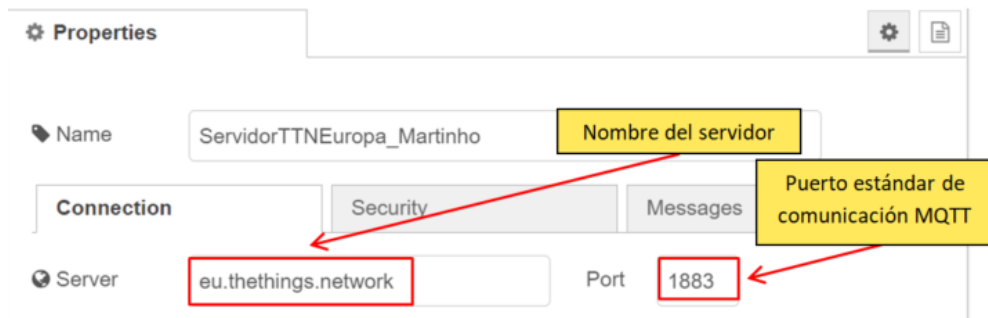 Properties
Name
ServidorTTNEuropa_Martinho
Nombre del servidor
Connection
Security
Messages
Puerto estándar de
comunicación MQTT
Server
eu.thethings.network
Port
1883